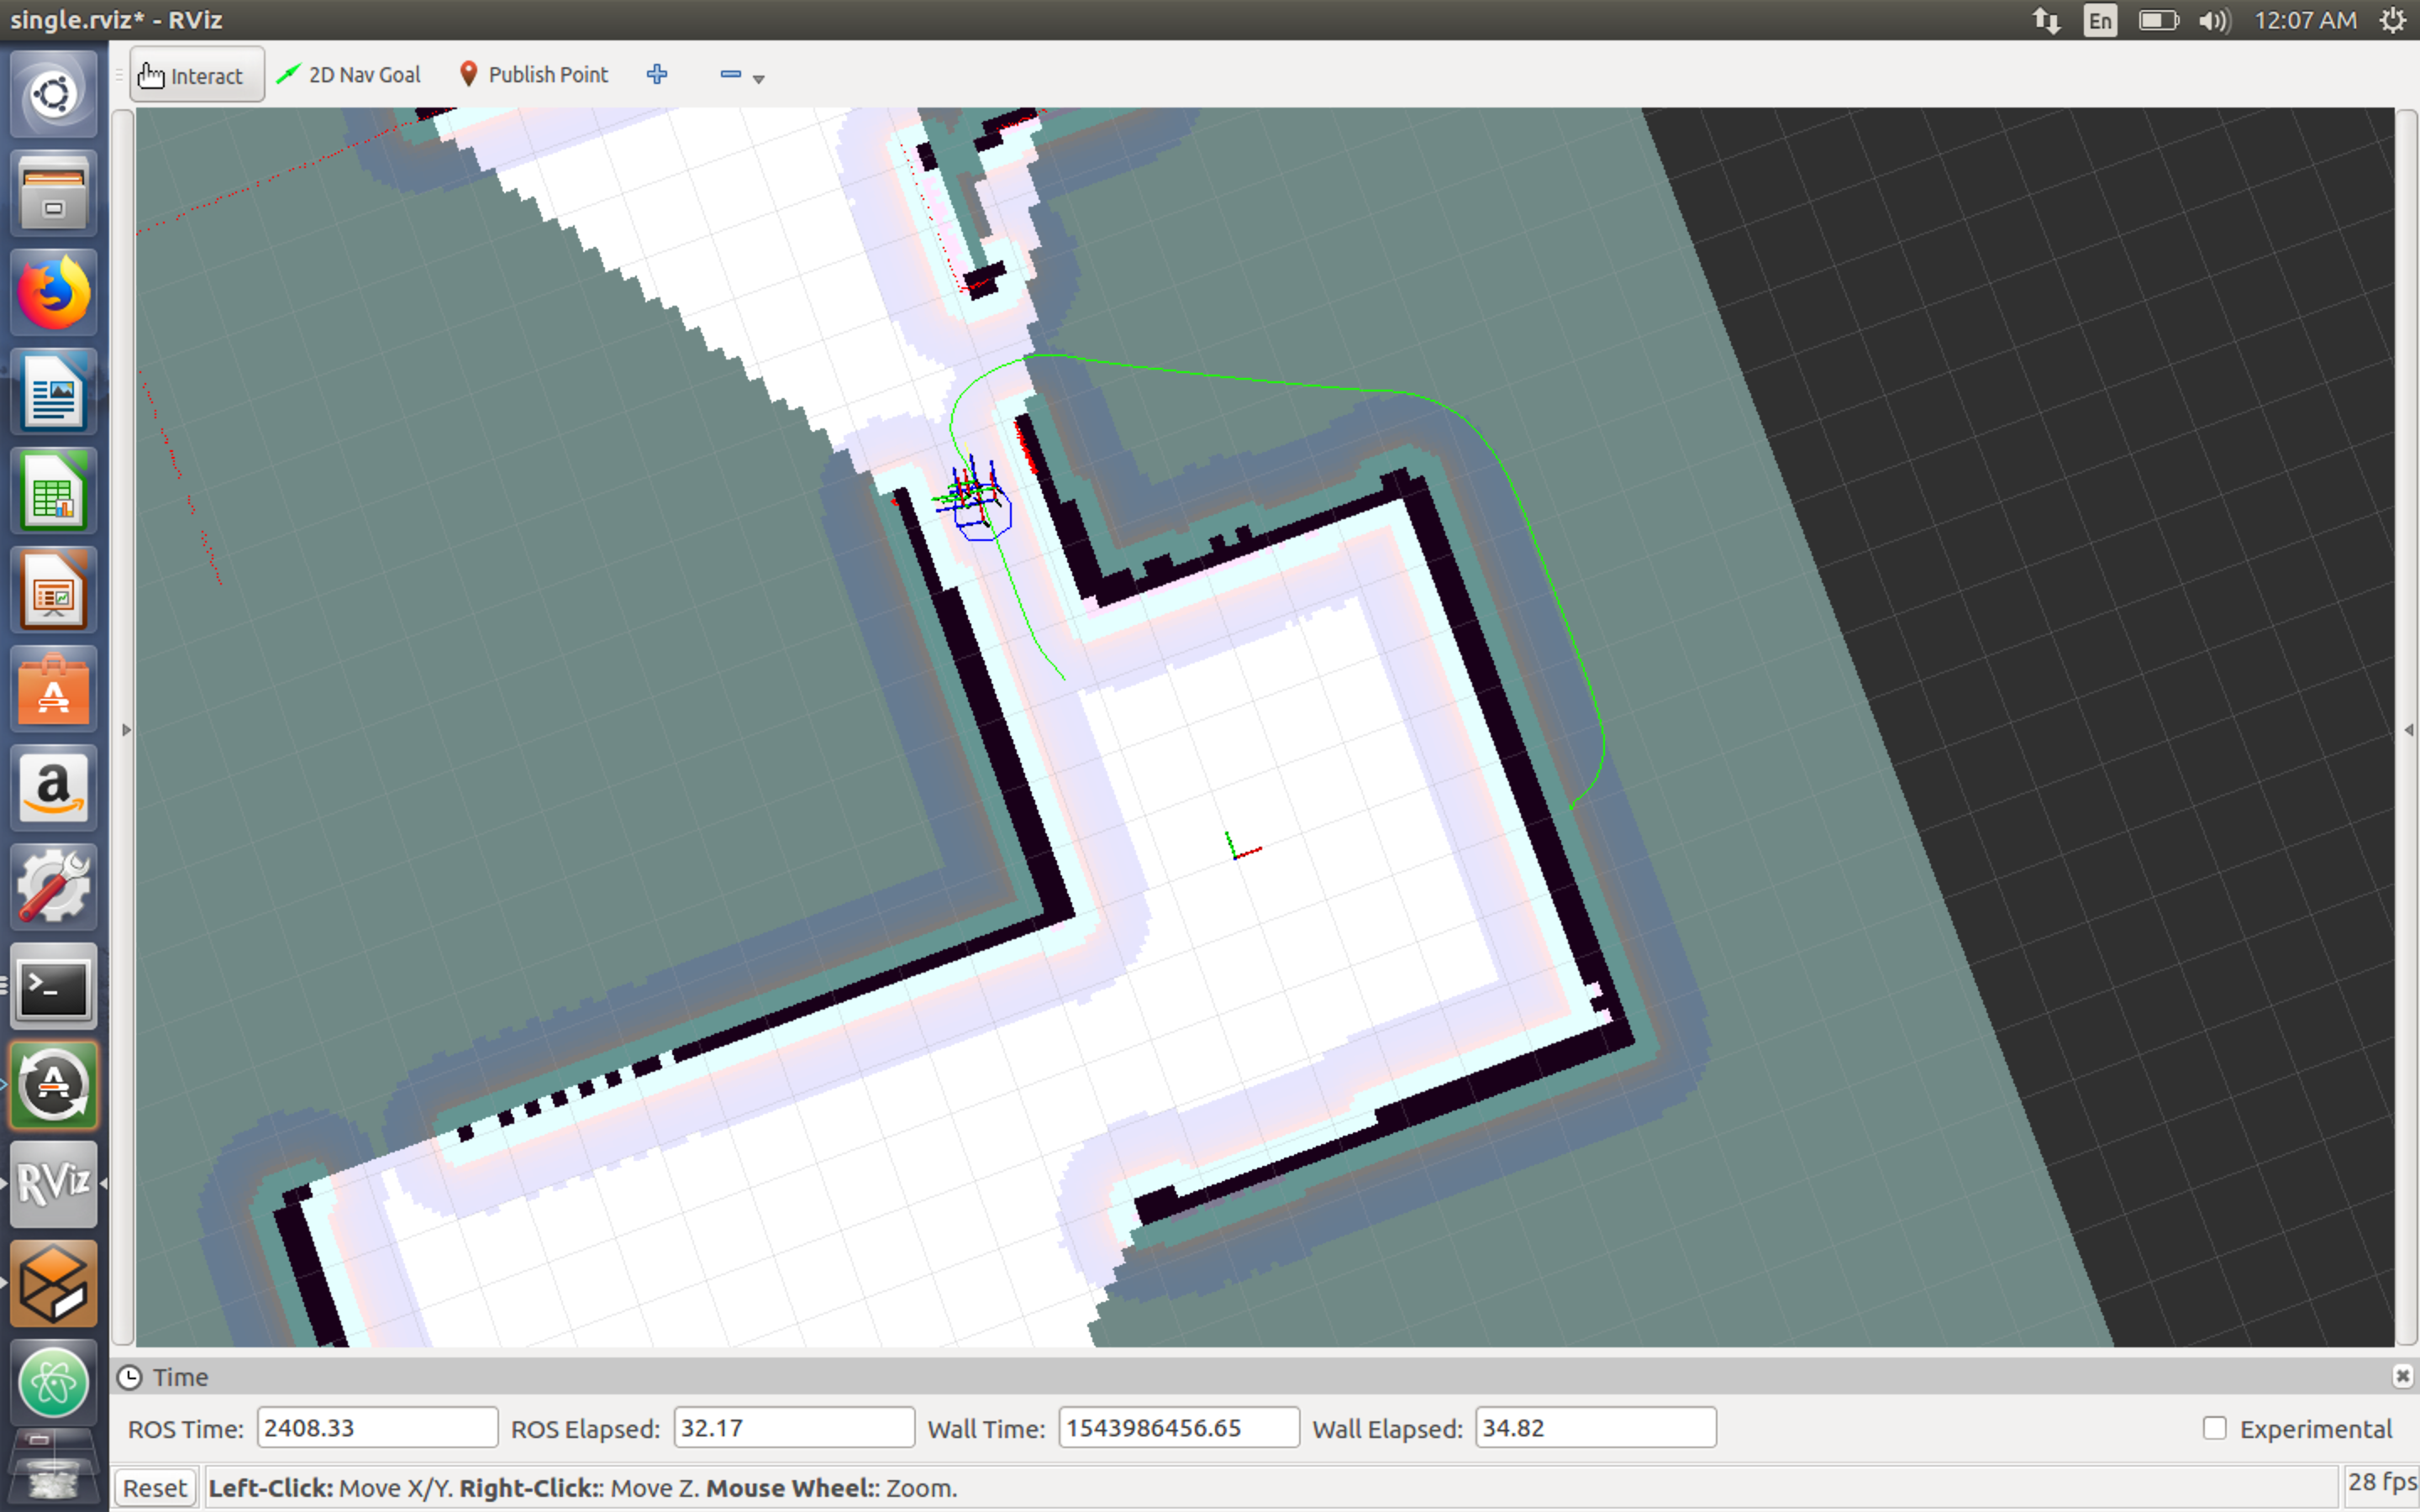 single.rviz* - RViz
En
12:07 AM
Interact
2D Nav Goal
Publish Point
RViz
Time
ROS Time: 2408.33 ROS Elapsed: 32.17 Wall Time: 1543986456.65 Wall Elapsed: 34.82 Experimental
Reset Left-Click: Move X/Y. Right-Click:: Move Z. Mouse Wheel:: Zoom. 28 fps